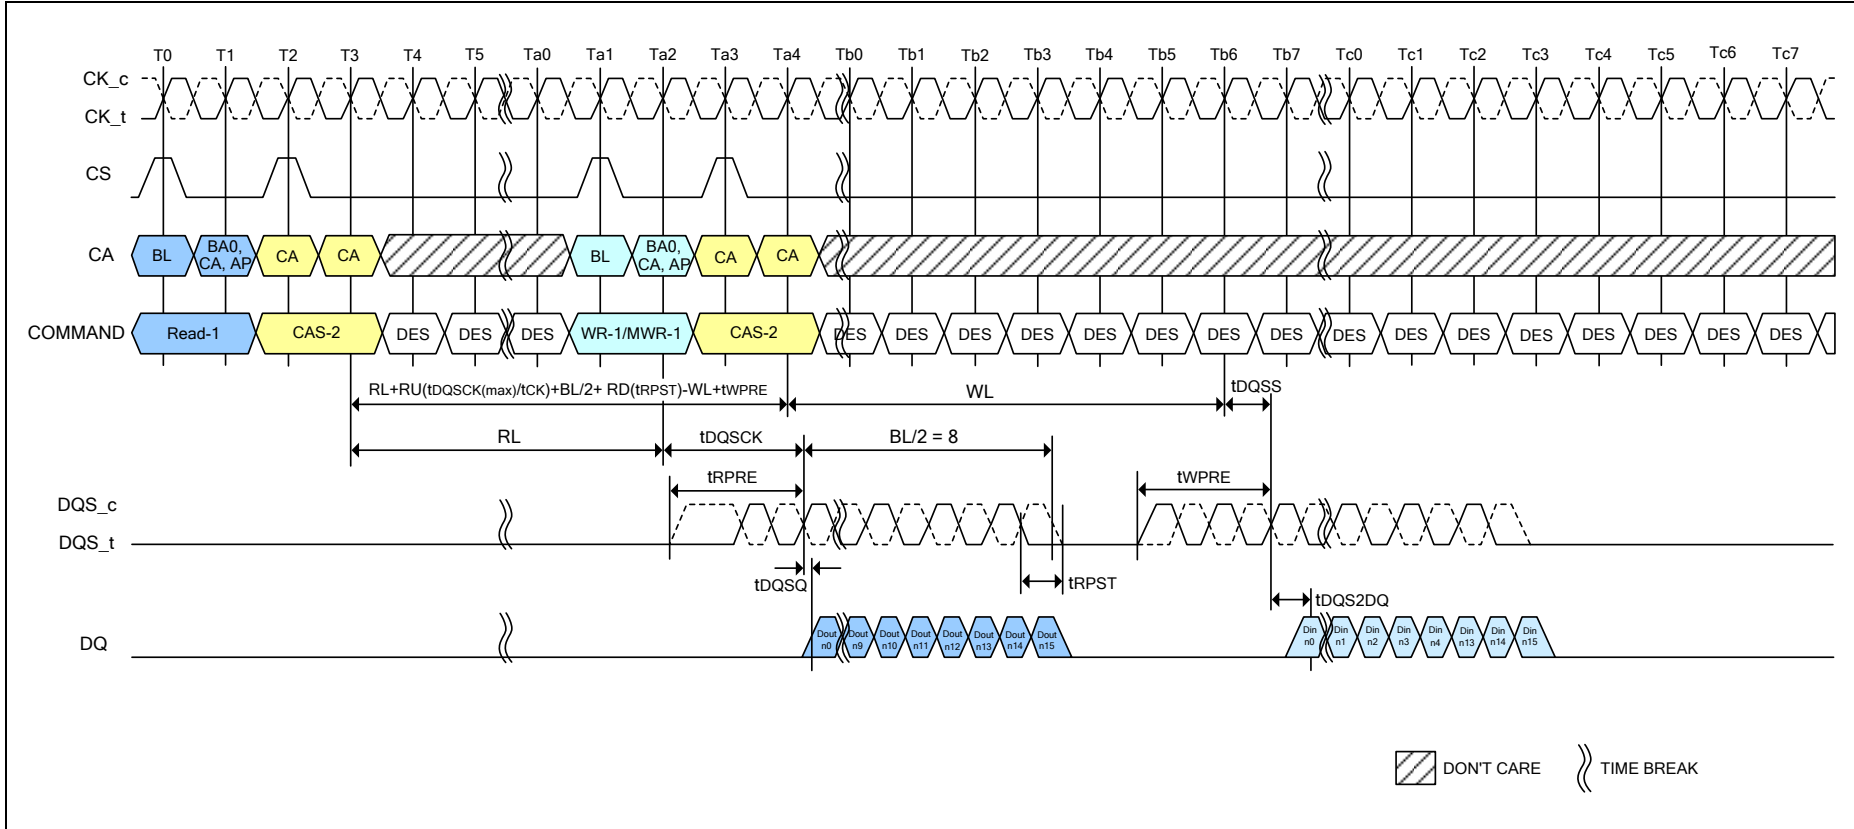 T0 T1 T2 T3 T4 T5 Ta0 Ta1 Ta2 Ta3 Ta4 Tb0 Tb1 Tb2 Tb3 Tb4 Tb5 Tb6 Tb7 Tc0 Tc1 Tc2 Tc3 Tc4 Tc5 Tc6 Tc7
CK_c
CK_t
CS
CA BL BA0, CA, AP CA CA BL BA0, CA, AP CA CA
COMMAND Read-1 CAS-2 DES DES DES WR-1/MWR-1 CAS-2 DES DES DES DES DES DES DES DES DES DES DES DES DES DES DES DES
RL+RU(tDQSCK(max)/tCK)+BL/2+ RD(tRPST)-WL+tWPRE WL tDQSS
RL tDQSCK BL/2 = 8
tRPRE tWPRE
DQS_c
DQS_t
tDQSQ tRPST
tDQS2DQ
DQ Dout n0 Dout n9 Dout n10 Dout n11 Dout n12 Dout n13 Dout n14 Dout n15 Din n0 Din n1 Din n2 Din n3 Din n4 Din n13 Din n14 Din n15
DON'T CARE TIME BREAK